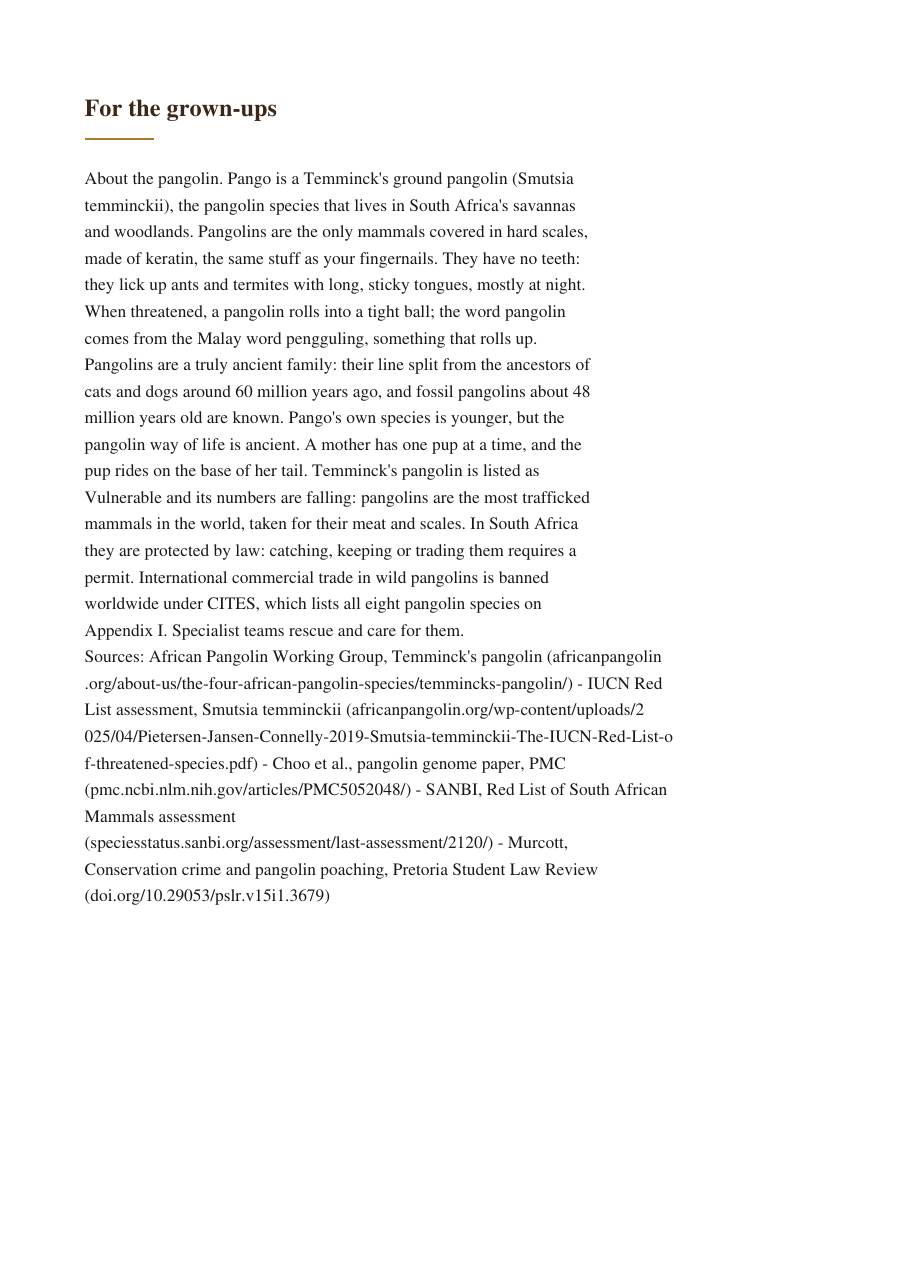 For the grown-ups
About the pangolin. Pango is a Temminck's ground pangolin (Smutsia
temminckii), the pangolin species that lives in South Africa's savannas
and woodlands. Pangolins are the only mammals covered in hard scales,
made of keratin, the same stuff as your fingernails. They have no teeth:
they lick up ants and termites with long, sticky tongues, mostly at night.
When threatened, a pangolin rolls into a tight ball; the word pangolin
comes from the Malay word pengguling, something that rolls up.
Pangolins are a truly ancient family: their line split from the ancestors of
cats and dogs around 60 million years ago, and fossil pangolins about 48
million years old are known. Pango's own species is younger, but the
pangolin way of life is ancient. A mother has one pup at a time, and the
pup rides on the base of her tail. Temminck's pangolin is listed as
Vulnerable and its numbers are falling: pangolins are the most trafficked
mammals in the world, taken for their meat and scales. In South Africa
they are protected by law: catching, keeping or trading them requires a
permit. International commercial trade in wild pangolins is banned
worldwide under CITES, which lists all eight pangolin species on
Appendix I. Specialist teams rescue and care for them.
Sources: African Pangolin Working Group, Temminck's pangolin (africanpangolin
.org/about-us/the-four-african-pangolin-species/temmincks-pangolin/) - IUCN Red
List assessment, Smutsia temminckii (africanpangolin.org/wp-content/uploads/2
025/04/Pietersen-Jansen-Connelly-2019-Smutsia-temminckii-The-IUCN-Red-List-o
f-threatened-species.pdf) - Choo et al., pangolin genome paper, PMC
(pmc.ncbi.nlm.nih.gov/articles/PMC5052048/) - SANBI, Red List of South African
Mammals assessment
(speciesstatus.sanbi.org/assessment/last-assessment/2120/) - Murcott,
Conservation crime and pangolin poaching, Pretoria Student Law Review
(doi.org/10.29053/pslr.v15i1.3679)